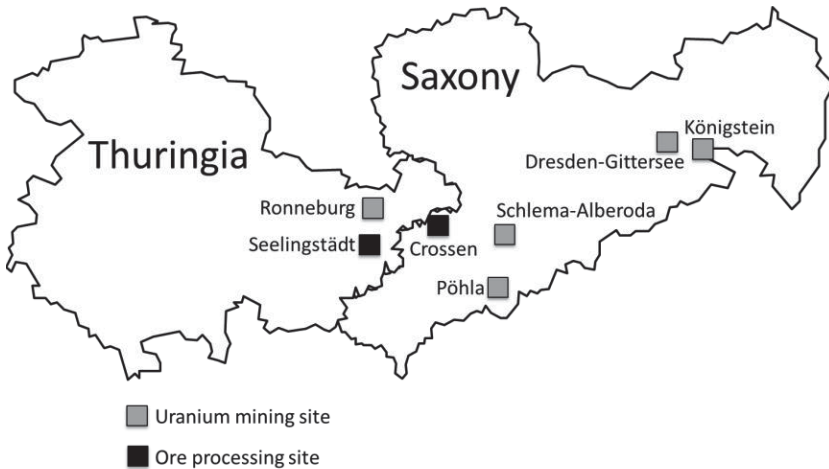 Saxony
Thuringia
Königstein
Dresden-Gittersee
Ronneburg
Schlema-Alberoda
Seelingstädt
Crossen
Pöhla
Uranium mining site
Ore processing site